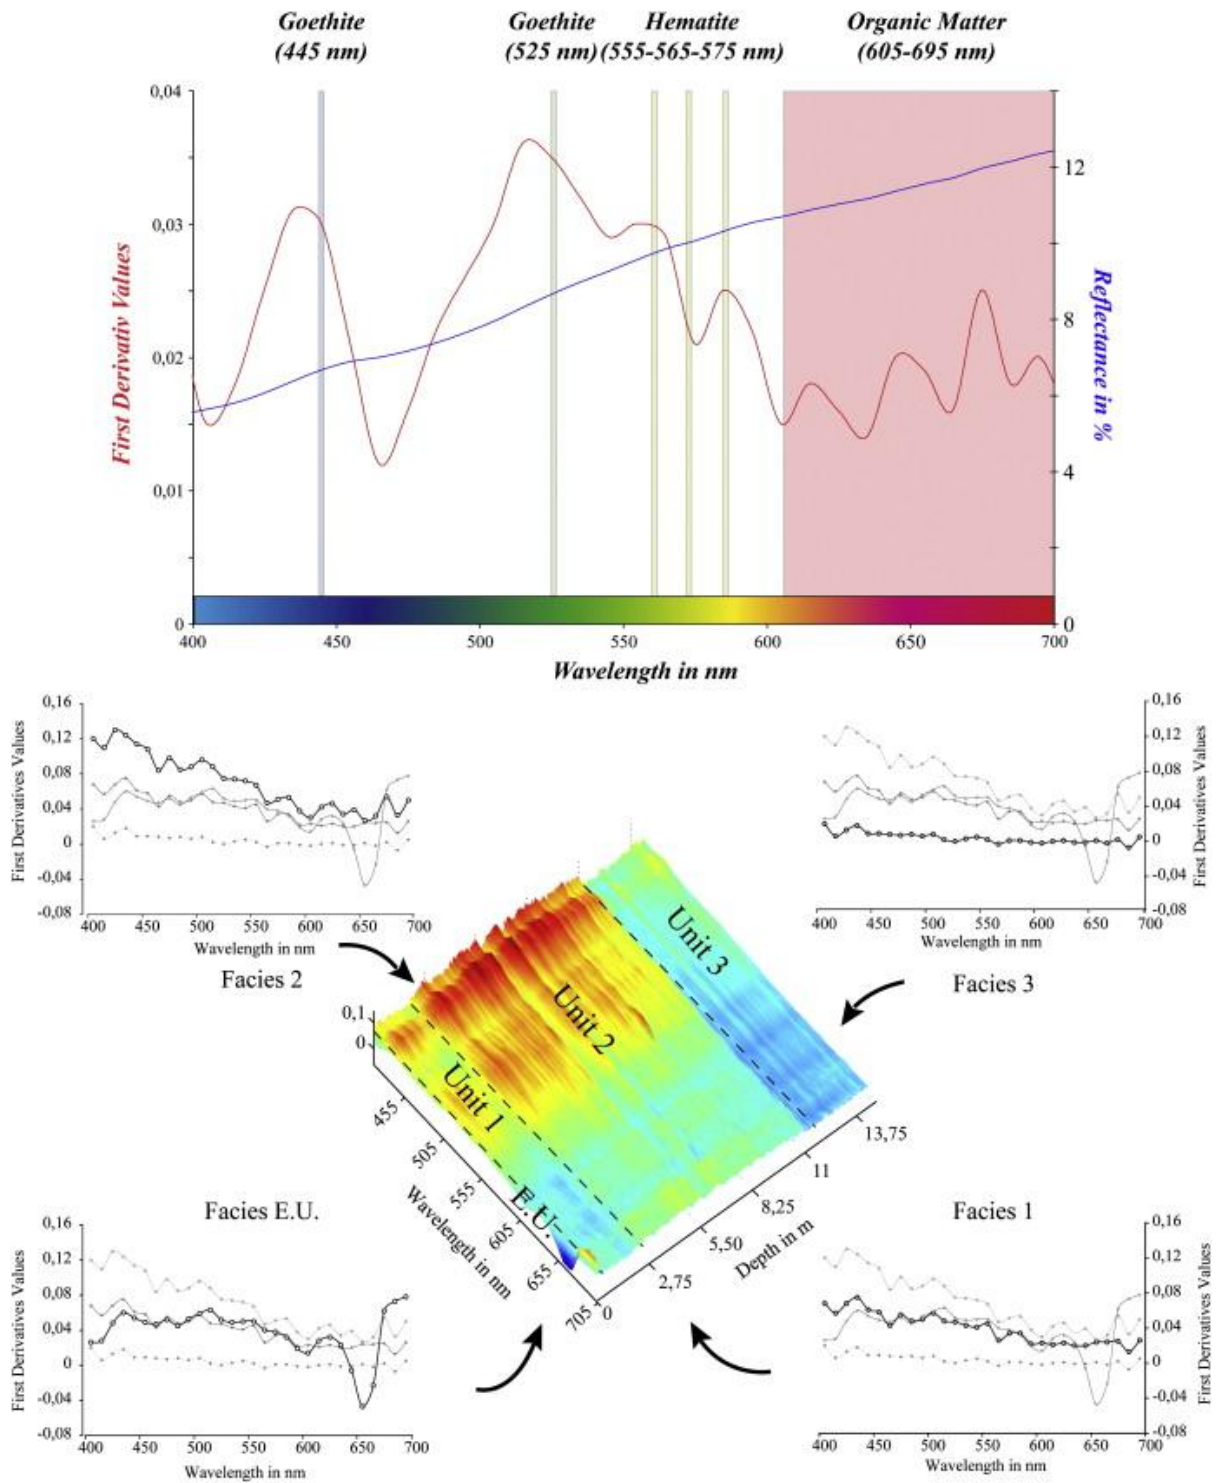 Goethite
(445 nm)
Goethite
(525 nm)
Hematite
(555-565-575 nm)
Organic Matter
(605-695 nm)
First Derivativ Values
0,04
0,03
0,02
0,01
0
Reflectance in %
12
8
4
0
400 450 500 550 600 650 700
Wavelength in nm
First Derivatives Values
0,16
0,12
0,08
0,04
0
-0,04
-0,08
400 450 500 550 600 650 700
Wavelength in nm
Facies 2
0,16
0,12
0,08
0,04
0
-0,04
-0,08
First Derivatives Values
400 450 500 550 600 650 700
Wavelength in nm
Facies 3
Unit 3
Unit 2
Unit 1
E.U.
0,1
0
455
505
555
605
655
705
Wavelength in nm
0
2,75
5,50
8,25
11
13,75
Depth in m
Facies E.U.
First Derivatives Values
0,16
0,12
0,08
0,04
0
-0,04
-0,08
400 450 500 550 600 650 700
Wavelength in nm
Facies 1
0,16
0,12
0,08
0,04
0
-0,04
-0,08
First Derivatives Values
400 450 500 550 600 650 700
Wavelength in nm